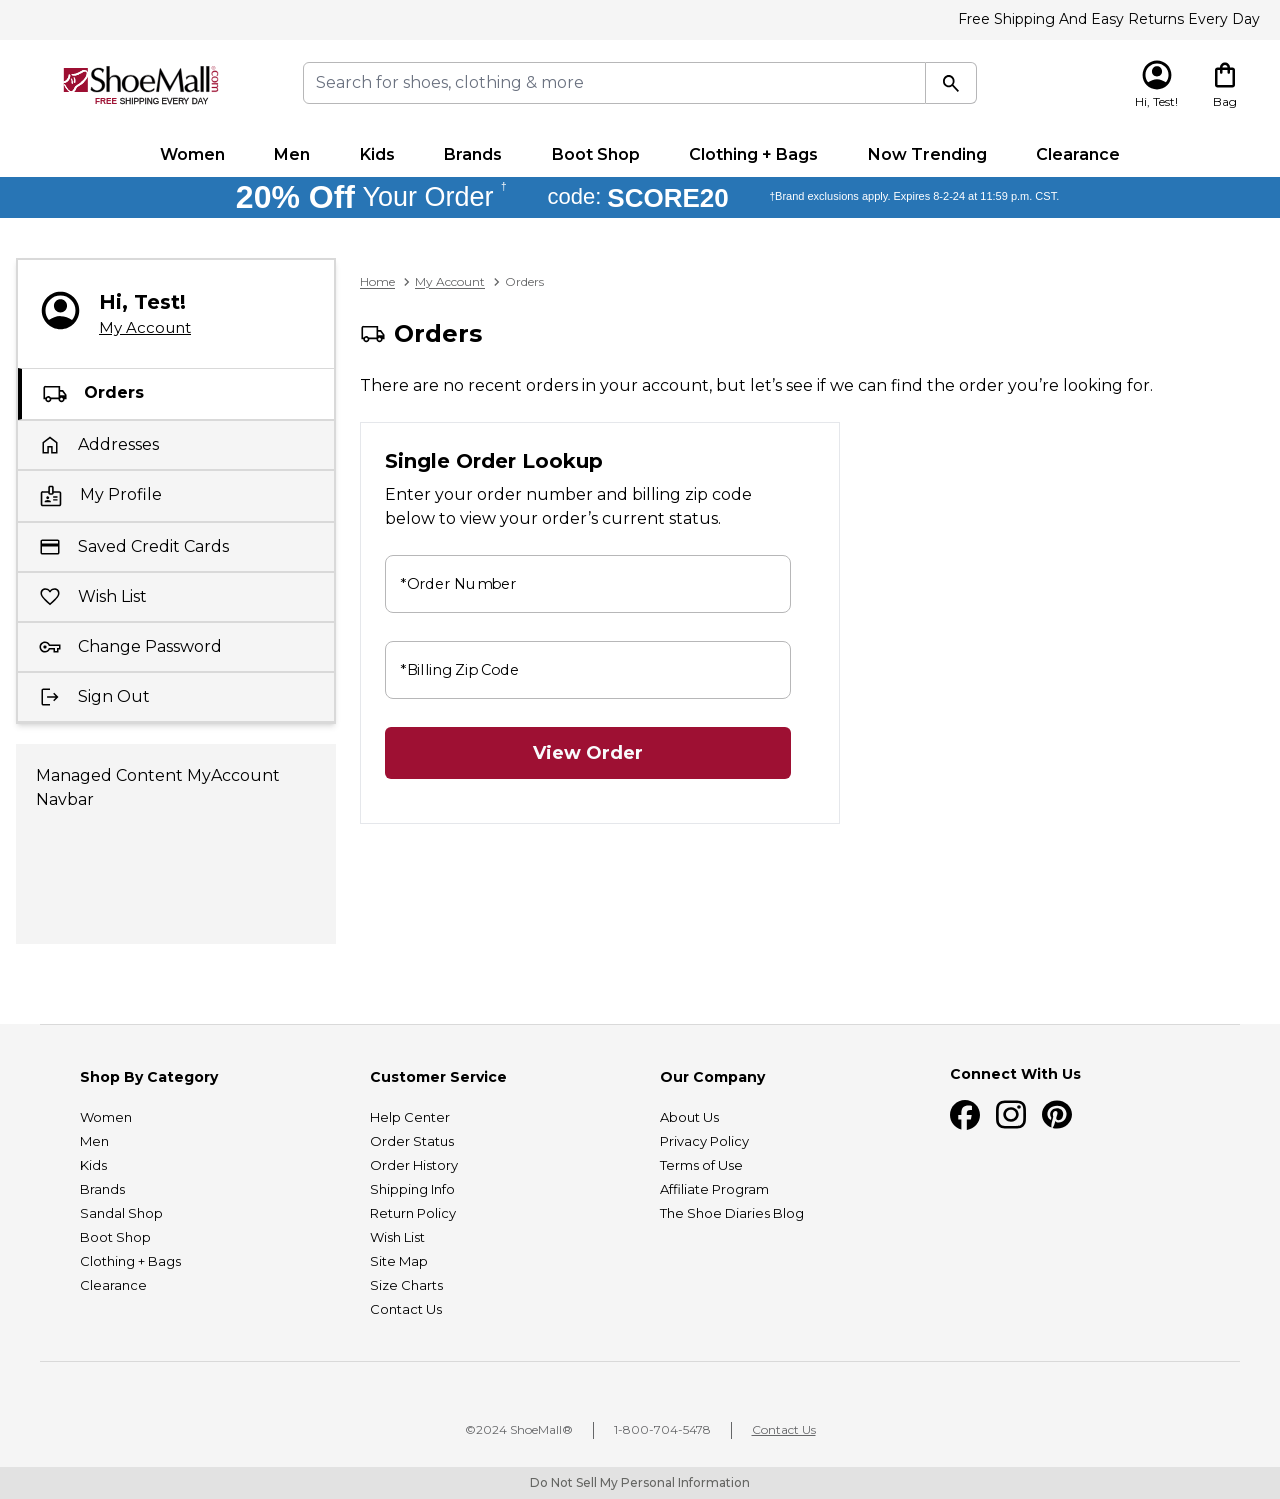 Free Shipping And Easy Returns Every Day
ShoeMall®.com
FREE SHIPPING EVERY DAY
Search for shoes, clothing & more
Hi, Test!
Bag
Women
Men
Kids
Brands
Boot Shop
Clothing + Bags
Now Trending
Clearance
20% Off Your Order † code: SCORE20 †Brand exclusions apply. Expires 8-2-24 at 11:59 p.m. CST.
Hi, Test!
My Account
Orders
Addresses
My Profile
Saved Credit Cards
Wish List
Change Password
Sign Out
Managed Content MyAccount
Navbar
Home > My Account > Orders
Orders
There are no recent orders in your account, but let’s see if we can find the order you’re looking for.
Single Order Lookup
Enter your order number and billing zip code
below to view your order’s current status.
*Order Number
*Billing Zip Code
View Order
Shop By Category
Women
Men
Kids
Brands
Sandal Shop
Boot Shop
Clothing + Bags
Clearance
Customer Service
Help Center
Order Status
Order History
Shipping Info
Return Policy
Wish List
Site Map
Size Charts
Contact Us
Our Company
About Us
Privacy Policy
Terms of Use
Affiliate Program
The Shoe Diaries Blog
Connect With Us
©2024 ShoeMall®
1-800-704-5478
Contact Us
Do Not Sell My Personal Information